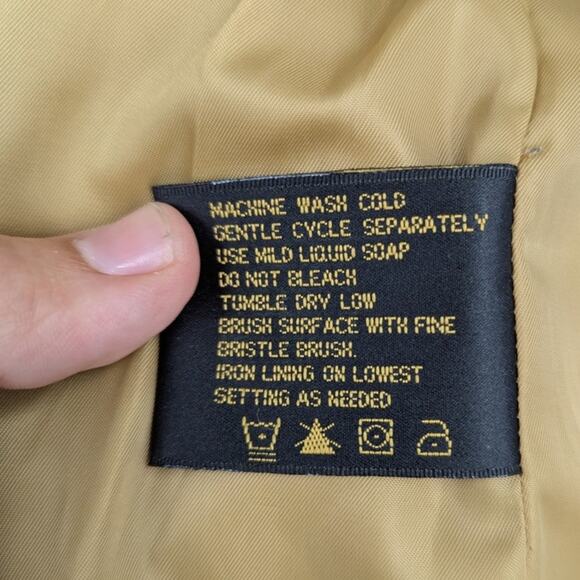 MACHINE WASH COLD
GENTLE CYCLE SEPARATELY
USE MILD LIQUID SOAP
DO NOT BLEACH
TUMBLE DRY LOW
BRUSH SURFACE WITH FINE
BRISTLE BRUSH.
IRON LINING ON LOWEST
SETTING AS NEEDED